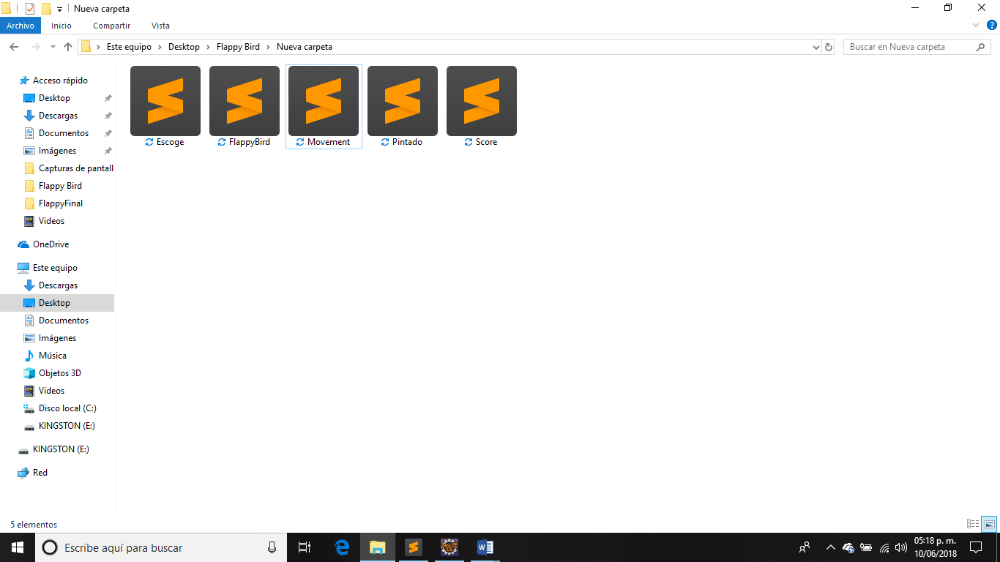 Nueva carpeta
Archivo Inicio Compartir Vista
Este equipo Desktop Flappy Bird Nueva carpeta
Buscar en Nueva carpeta
Acceso rápido
Desktop
Descargas
Documentos
Imágenes
Capturas de pantall
Flappy Bird
FlappyFinal
Videos
OneDrive
Este equipo
Descargas
Desktop
Documentos
Imágenes
Música
Objetos 3D
Videos
Disco local (C:)
KINGSTON (E:)
KINGSTON (E:)
Red
Escoge FlappyBird Movement Pintado Score
5 elementos
Escribe aquí para buscar
05:18 p. m.
10/06/2018